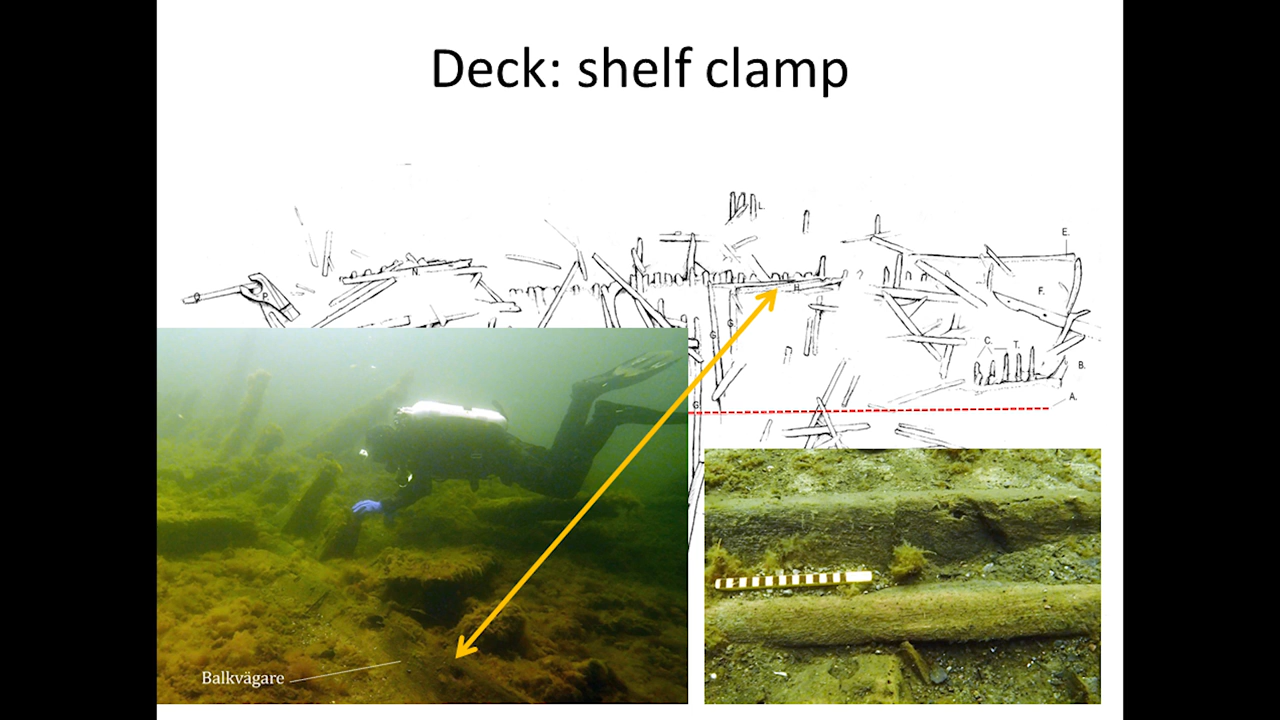 Deck: shelf clamp
L.
E.
N
P
H
F.
G
G
C.
T.
B.
A.
G
Balkvägare